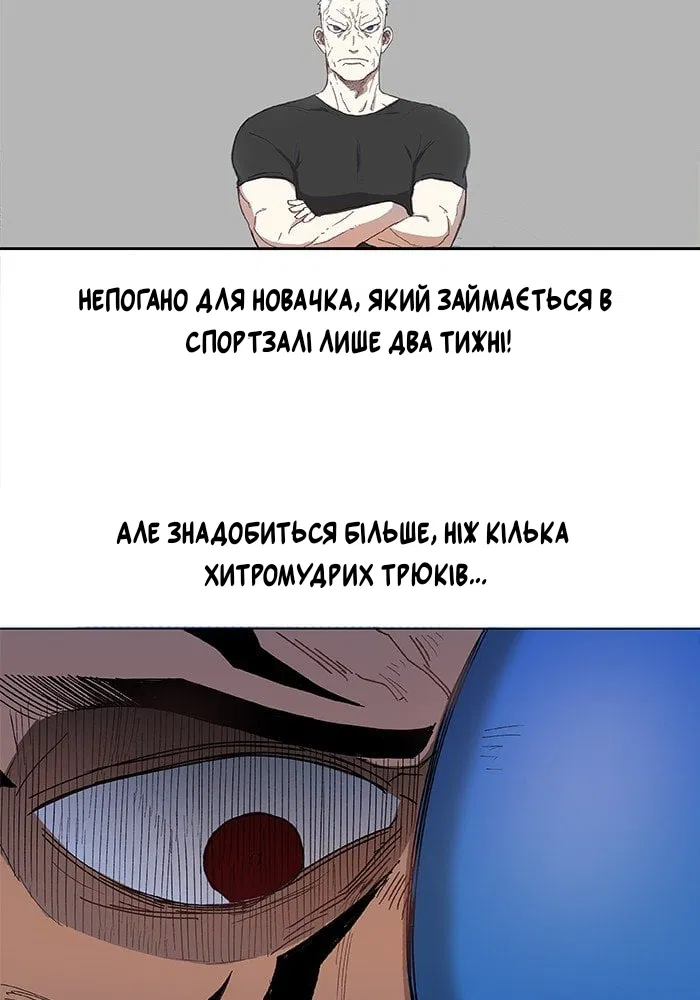 НЕПОГАНО ДЛЯ НОВАЧКА, ЯКИЙ ЗАЙМАЄТЬСЯ В
СПОРТЗАЛІ ЛИШЕ ДВА ТИЖНІ!
АЛЕ ЗНАДОБИТЬСЯ БІЛЬШЕ, НІЖ КІЛЬКА
ХИТРОМУДРИХ ТРЮКІВ...